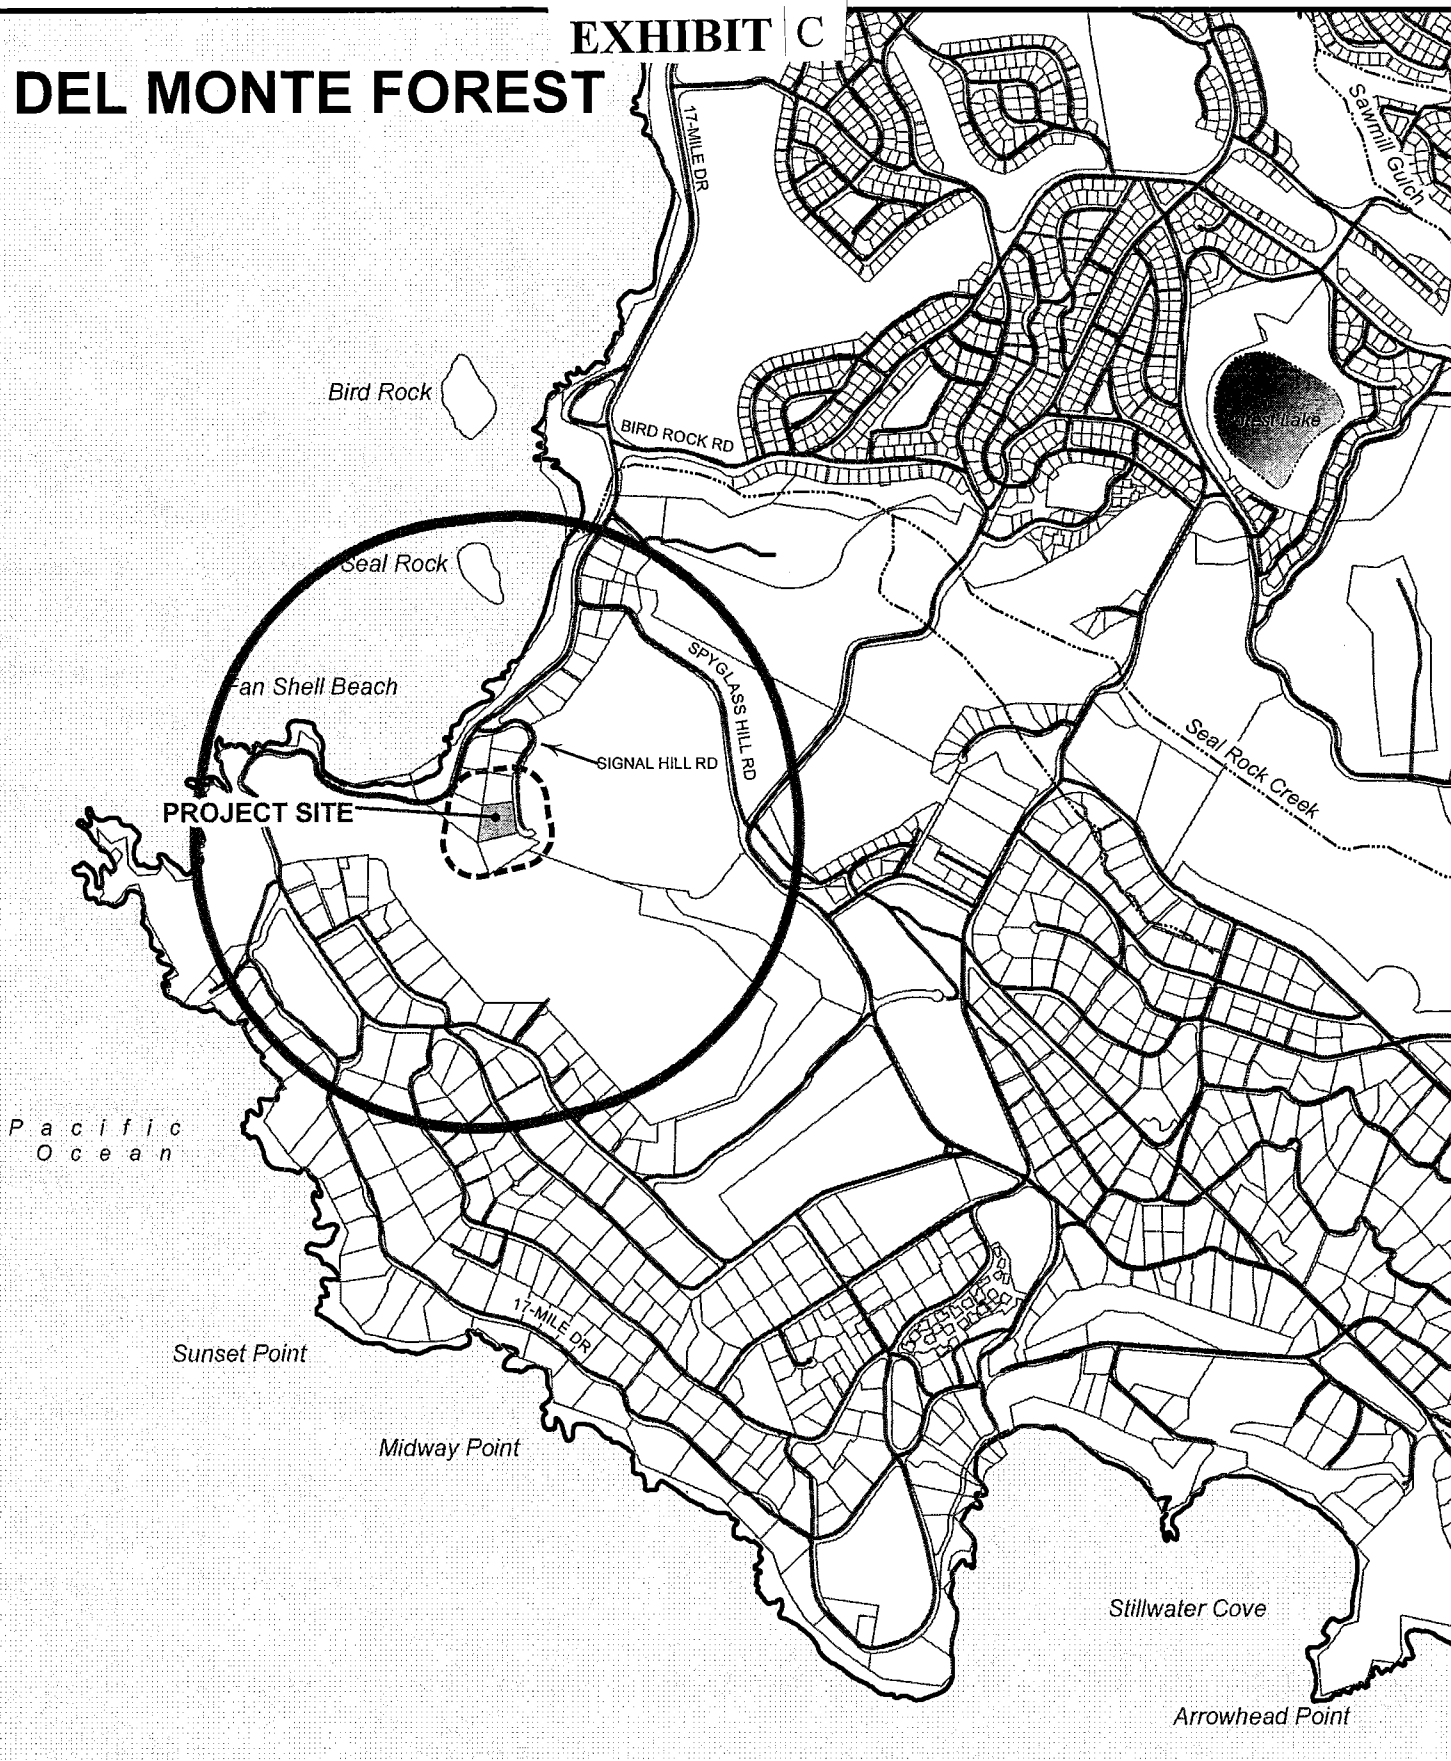 EXHIBIT C
DEL MONTE FOREST
17-MILE DR
Sawmill Gulch
Bird Rock
BIRD ROCK RD
Seal Rock
SPYGLASS HILL RD
Fan Shell Beach
SIGNAL HILL RD
Seal Rock Creek
PROJECT SITE
Pacific
Ocean
17-MILE DR
Sunset Point
Midway Point
Stillwater Cove
Arrowhead Point